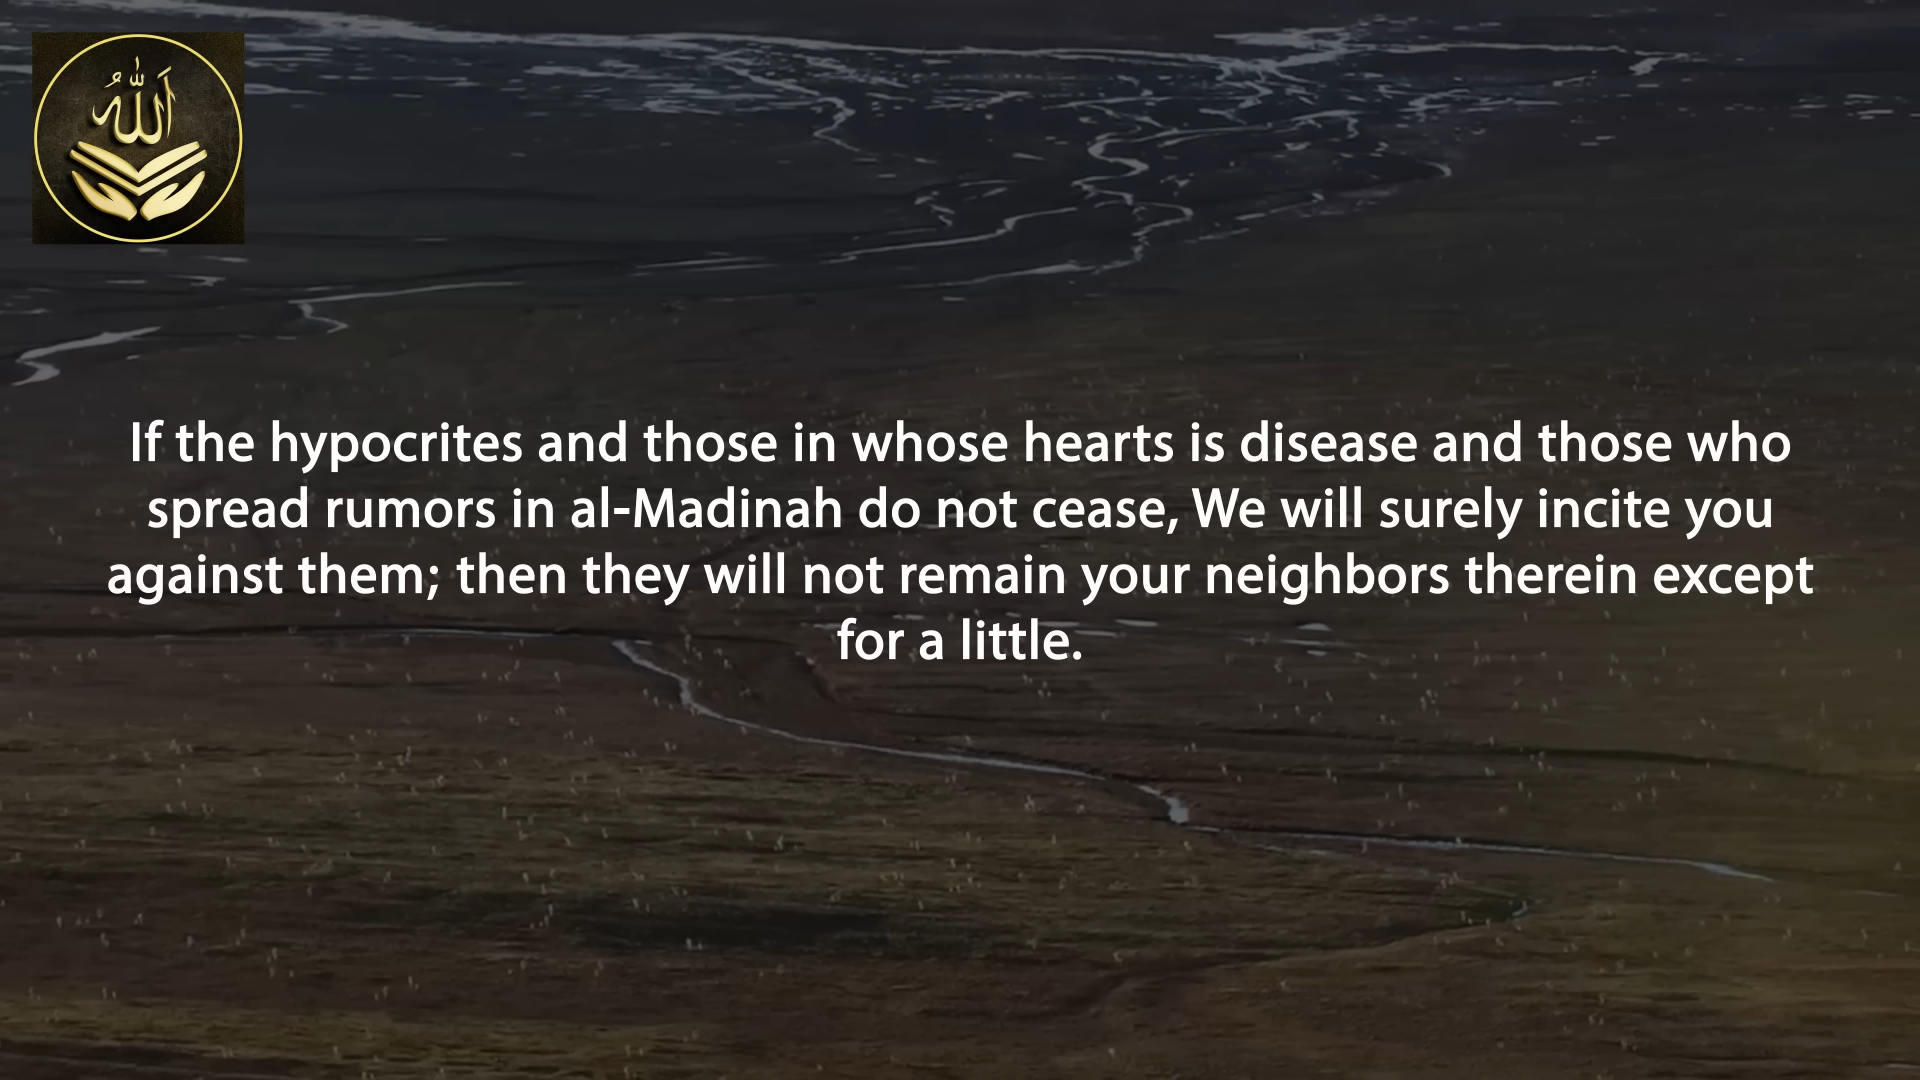 الله
If the hypocrites and those in whose hearts is disease and those who
spread rumors in al-Madinah do not cease, We will surely incite you
against them; then they will not remain your neighbors therein except
for a little.